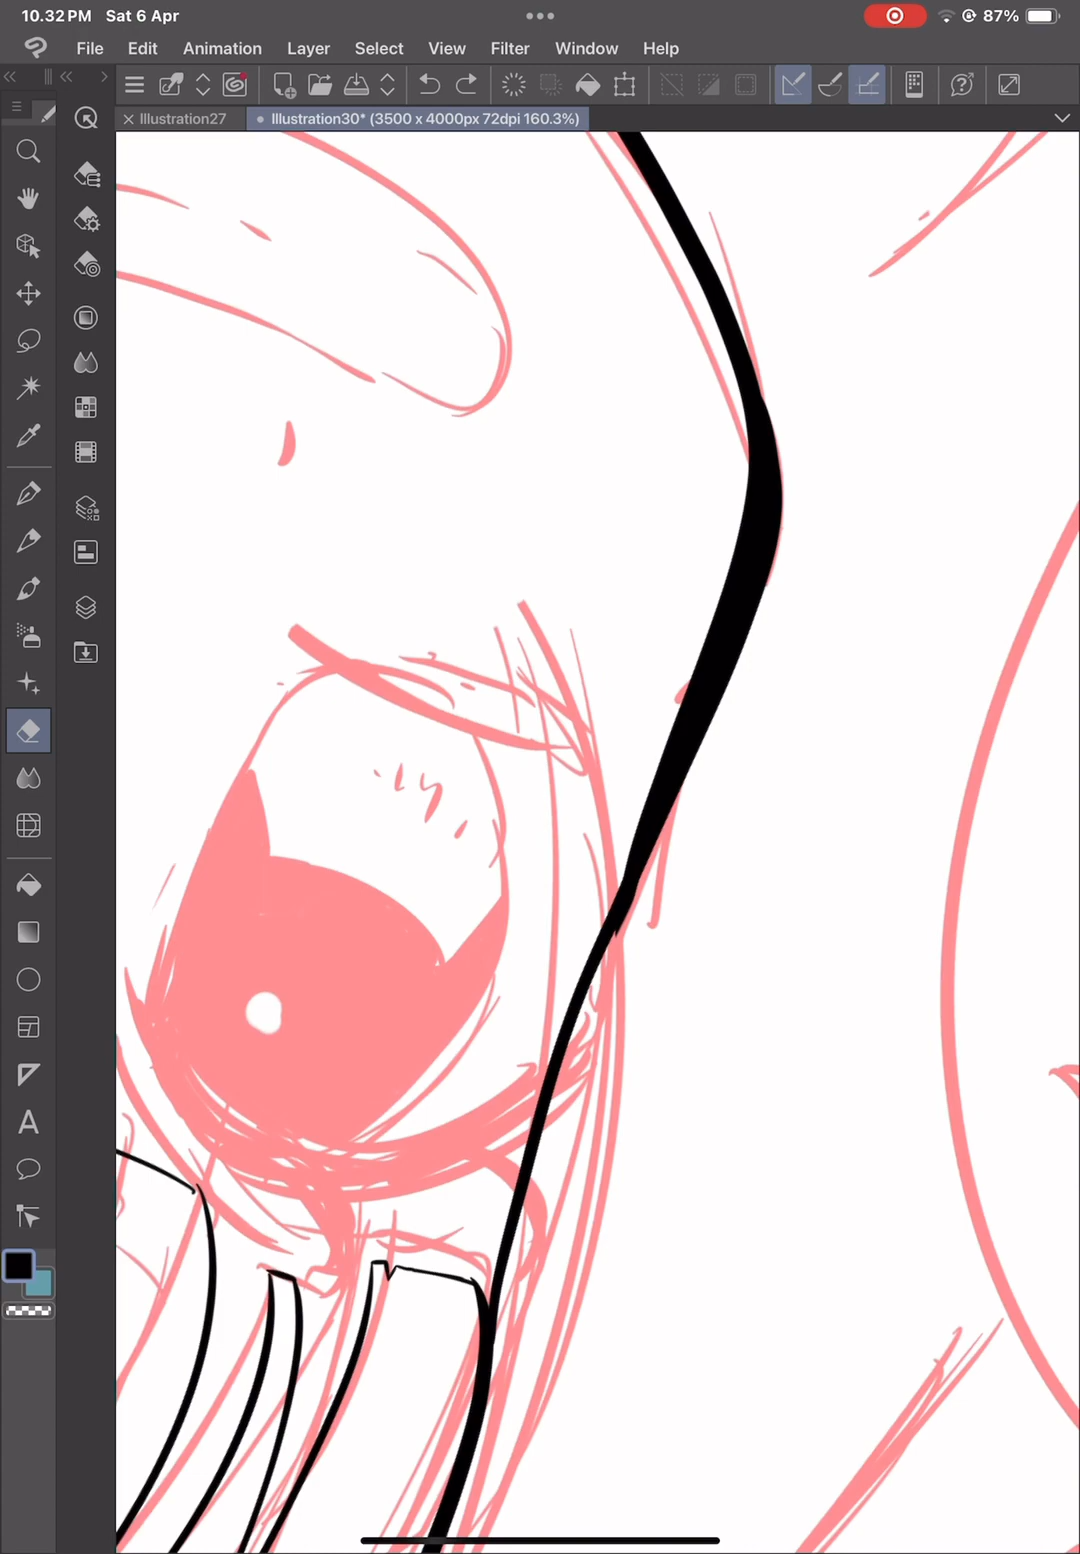 10.32 PM Sat 6 Apr 87%
File Edit Animation Layer Select View Filter Window Help
Illustration27 Illustration30* (3500 x 4000px 72dpi 160.3%)
A